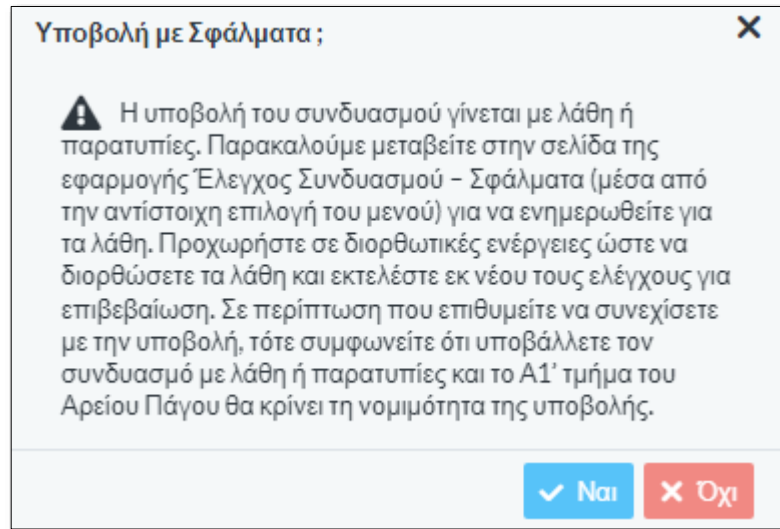 Υποβολή με Σφάλματα ;
Η υποβολή του συνδυασμού γίνεται με λάθη ή
παρατυπίες. Παρακαλούμε μεταβείτε στην σελίδα της
εφαρμογής Έλεγχος Συνδυασμού – Σφάλματα (μέσα από
την αντίστοιχη επιλογή του μενού) για να ενημερωθείτε για
τα λάθη. Προχωρήστε σε διορθωτικές ενέργειες ώστε να
διορθώσετε τα λάθη και εκτελέστε εκ νέου τους ελέγχους για
επιβεβαίωση. Σε περίπτωση που επιθυμείτε να συνεχίσετε
με την υποβολή, τότε συμφωνείτε ότι υποβάλλετε τον
συνδυασμό με λάθη ή παρατυπίες και το Α1’ τμήμα του
Αρείου Πάγου θα κρίνει τη νομιμότητα της υποβολής.
Ναι Όχι